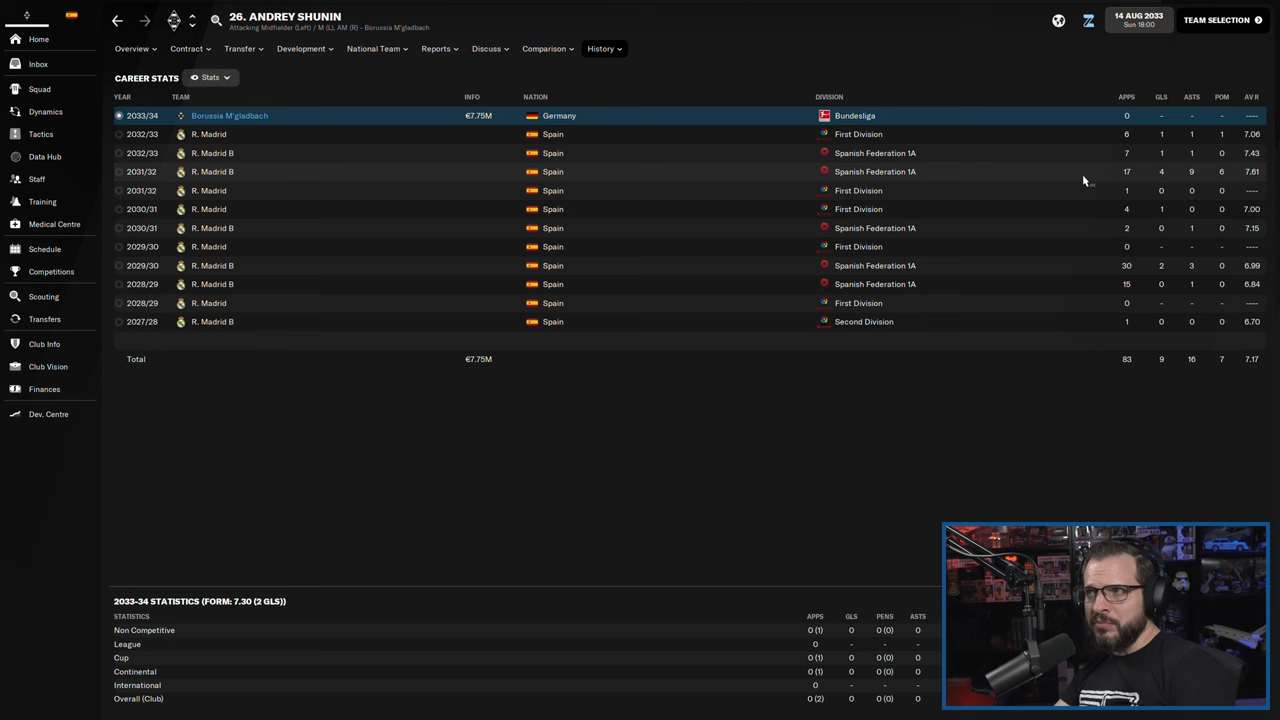 26. ANDREY SHUNIN
Attacking Midfielder (Left) / M (L), AM (R) - Borussia M'gladbach
14 AUG 2033
Sun 18:00
TEAM SELECTION
Home
Inbox
Squad
Dynamics
Tactics
Data Hub
Staff
Training
Medical Centre
Schedule
Competitions
Scouting
Transfers
Club Info
Club Vision
Finances
Dev. Centre
Overview Contract Transfer Development National Team Reports Discuss Comparison History
CAREER STATS Stats
YEAR TEAM INFO NATION DIVISION APPS GLS ASTS POM AV R
2033/34 Borussia M'gladbach €7.75M Germany Bundesliga 0 - - - ----
2032/33 R. Madrid Spain First Division 6 1 1 1 7.06
2032/33 R. Madrid B Spain Spanish Federation 1A 7 1 1 0 7.43
2031/32 R. Madrid B Spain Spanish Federation 1A 17 4 9 6 7.61
2031/32 R. Madrid Spain First Division 1 0 0 0 ----
2030/31 R. Madrid Spain First Division 4 1 0 0 7.00
2030/31 R. Madrid B Spain Spanish Federation 1A 2 0 1 0 7.15
2029/30 R. Madrid Spain First Division 0 - - - ----
2029/30 R. Madrid B Spain Spanish Federation 1A 30 2 3 0 6.99
2028/29 R. Madrid B Spain Spanish Federation 1A 15 0 1 0 6.84
2028/29 R. Madrid Spain First Division 0 - - - ----
2027/28 R. Madrid B Spain Second Division 1 0 0 0 6.70
Total €7.75M 83 9 16 7 7.17
2033-34 STATISTICS (FORM: 7.30 (2 GLS))
STATISTICS APPS GLS PENS ASTS
Non Competitive 0 (1) 0 0 (0) 0
League 0 - - -
Cup 0 (1) 0 0 (0) 0
Continental 0 (1) 0 0 (0) 0
International 0 - - -
Overall (Club) 0 (2) 0 0 (0) 0